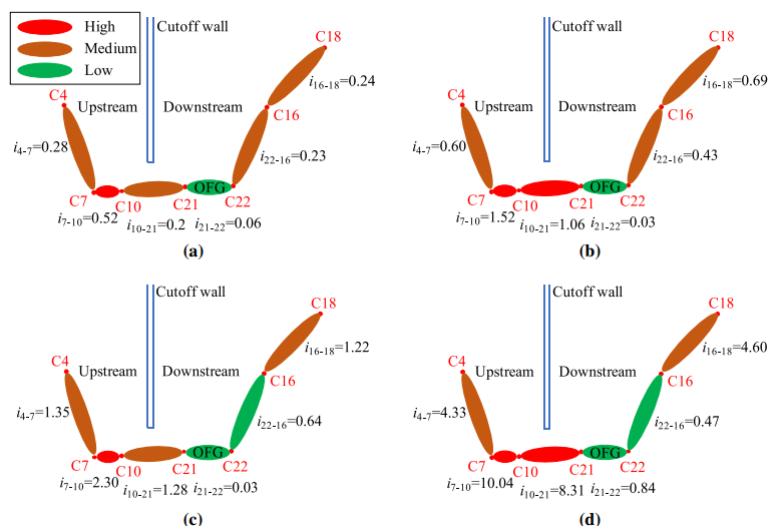 High
Medium
Low
Cutoff wall
C18
i16-18=0.24
C4
Upstream
Downstream
C16
i4-7=0.28
i22-16=0.23
OFG
C7
C10
C21
C22
i7-10=0.52
i10-21=0.2
i21-22=0.06
(a)
Cutoff wall
C18
i16-18=0.69
C4
Upstream
Downstream
C16
i4-7=0.60
i22-16=0.43
OFG
C7
C10
C21
C22
i7-10=1.52
i10-21=1.06
i21-22=0.03
(b)
Cutoff wall
C18
i16-18=1.22
C4
Upstream
Downstream
C16
i4-7=1.35
i22-16=0.64
OFG
C7
C10
C21
C22
i7-10=2.30
i10-21=1.28
i21-22=0.03
(c)
Cutoff wall
C18
i16-18=4.60
C4
Upstream
Downstream
C16
i4-7=4.33
i22-16=0.47
OFG
C7
C10
C21
C22
i7-10=10.04
i10-21=8.31
i21-22=0.84
(d)